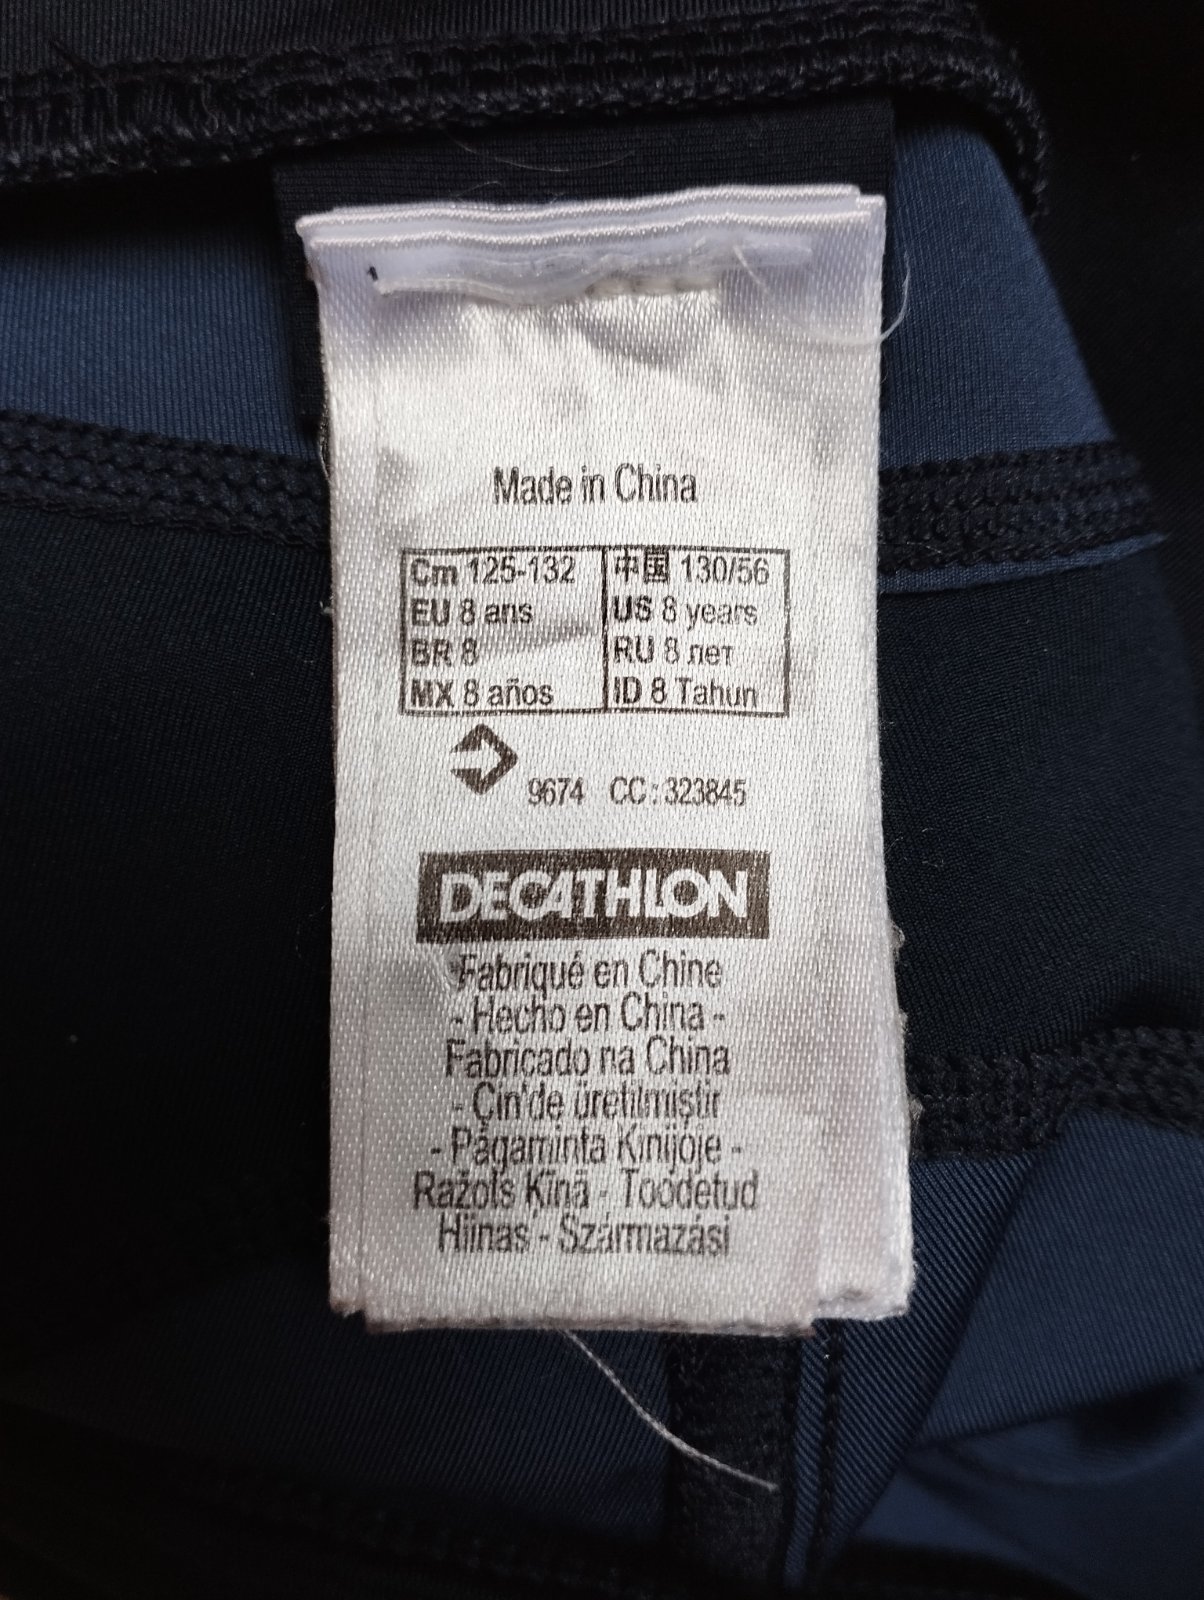 Made in China
Cm 125-132 中国 130/56
EU 8 ans US 8 years
BR 8 RU 8 лет
MX 8 años ID 8 Tahun
9674 CC : 323845
DECATHLON
Fabriqué en Chine
- Hecho en China -
Fabricado na China
- Çin'de üretilmiştir
- Pagaminta Kinijoje -
Ražots Ķīnā - Toodetud
Hiinas - Származási